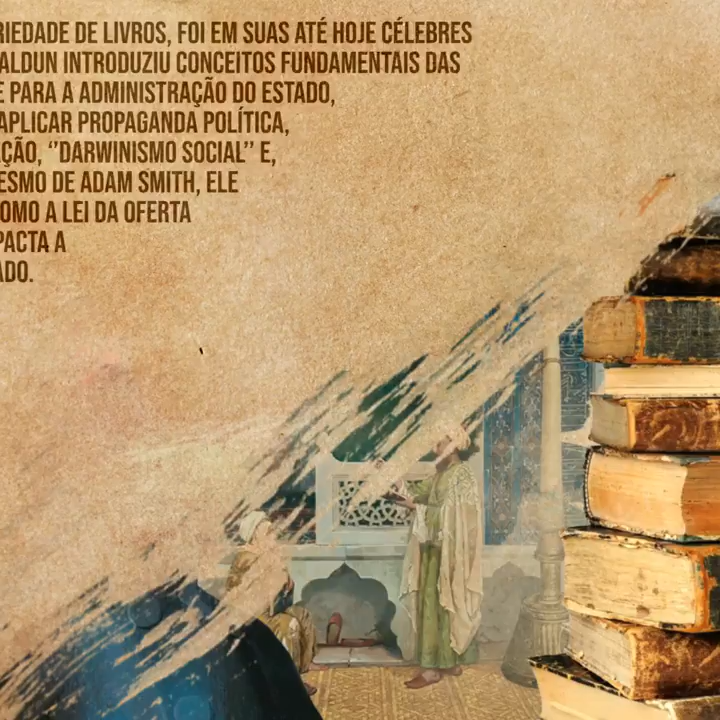 RIEDADE DE LIVROS, FOI EM SUAS ATÉ HOJE CÉLEBRES
ALDUN INTRODUZIU CONCEITOS FUNDAMENTAIS DAS
E PARA A ADMINISTRAÇÃO DO ESTADO,
APLICAR PROPAGANDA POLÍTICA,
ÇÃO, ‘’DARWINISMO SOCIAL’’ E,
ESMO DE ADAM SMITH, ELE
OMO A LEI DA OFERTA
PACTA A
ADO.